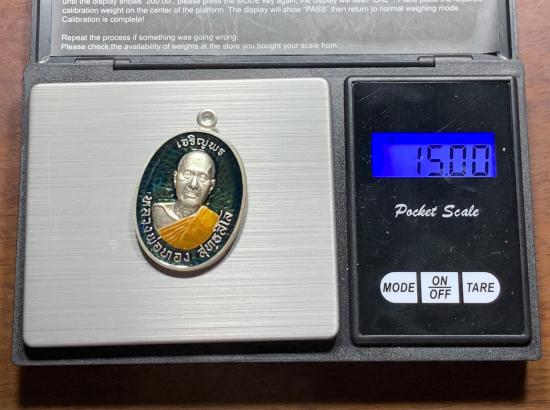 until the display shows "200.00", please press the MODE key again, the display will flash "CAL".
calibration weight on the center of the platform. The display will show "PASS" then return to normal weighing mode.
Calibration is complete!
Repeat the process if something was going wrong.
Please check the availability of weights at the store you bought your scale from.
เจริญพร
หลวงพ่อทอง สุทธสีโล
15.00
Pocket Scale
MODE
ON
OFF
TARE